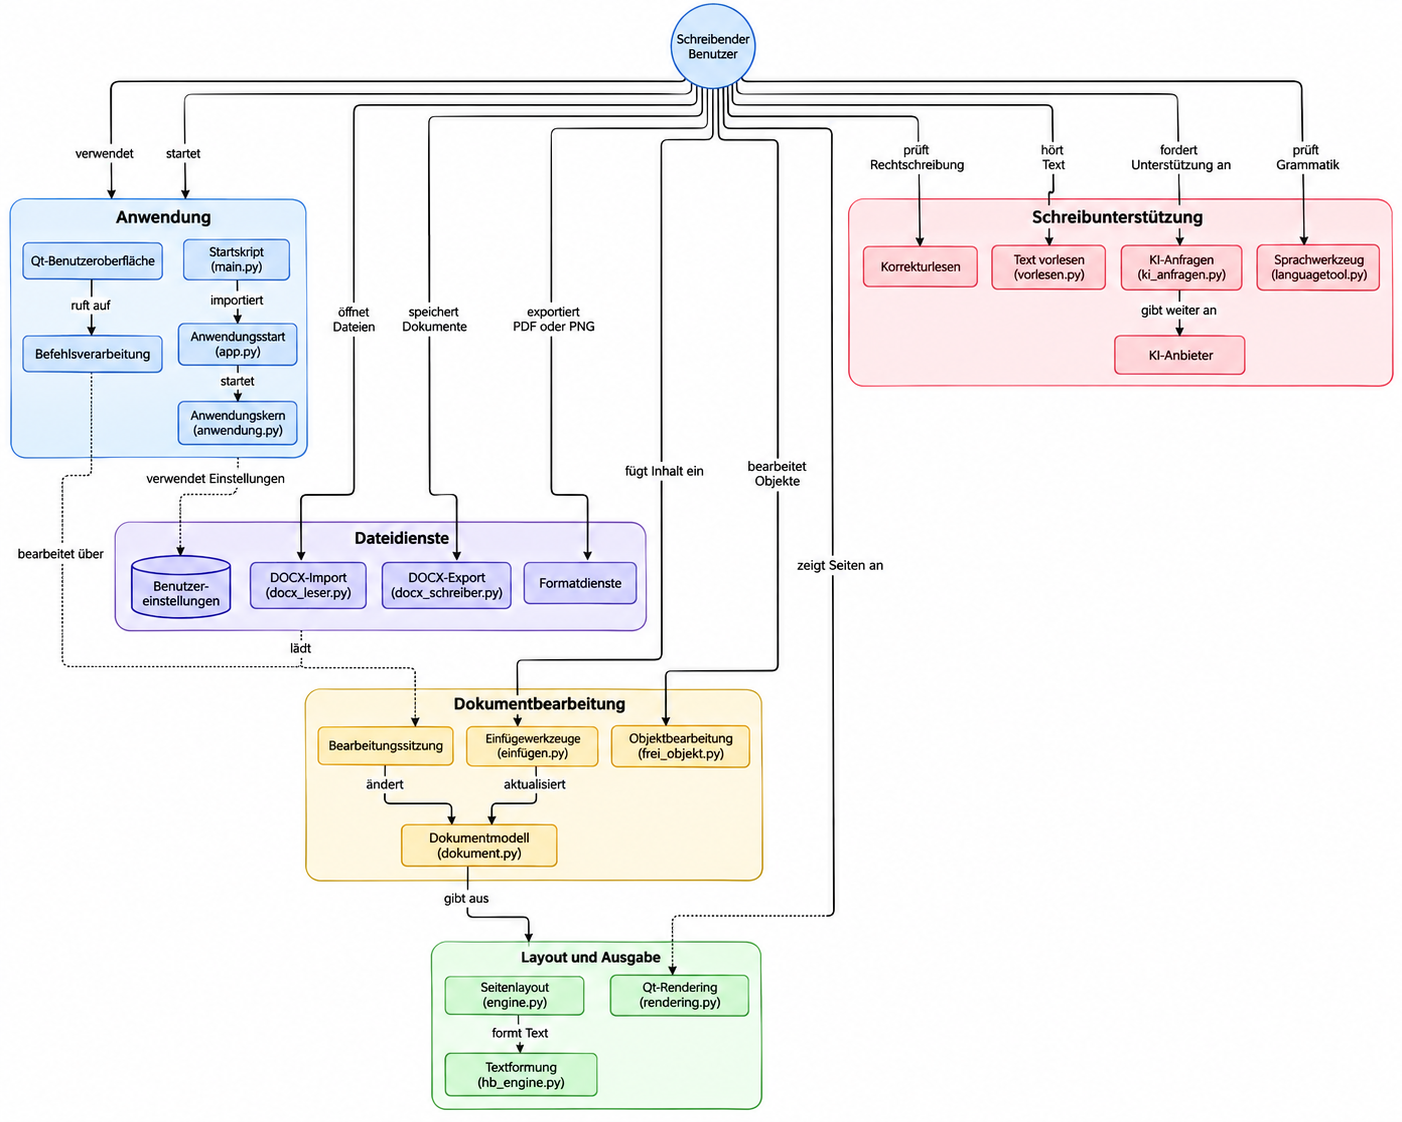 Schreibender
Benutzer
verwendet
startet
öffnet
Dateien
speichert
Dokumente
exportiert
PDF oder PNG
fügt Inhalt ein
bearbeitet
Objekte
zeigt Seiten an
prüft
Rechtschreibung
hört
Text
fordert
Unterstützung an
prüft
Grammatik
Anwendung
Qt-Benutzeroberfläche
ruft auf
Befehlsverarbeitung
Startskript
(main.py)
importiert
Anwendungsstart
(app.py)
startet
Anwendungskern
(anwendung.py)
Schreibunterstützung
Korrekturlesen
Text vorlesen
(vorlesen.py)
KI-Anfragen
(ki_anfragen.py)
Sprachwerkzeug
(languagetool.py)
gibt weiter an
KI-Anbieter
verwendet Einstellungen
bearbeitet über
Dateidienste
Benutzer-
einstellungen
DOCX-Import
(docx_leser.py)
DOCX-Export
(docx_schreiber.py)
Formatdienste
lädt
Dokumentbearbeitung
Bearbeitungssitzung
Einfügewerkzeuge
(einfügen.py)
Objektbearbeitung
(frei_objekt.py)
ändert
aktualisiert
Dokumentmodell
(dokument.py)
gibt aus
Layout und Ausgabe
Seitenlayout
(engine.py)
Qt-Rendering
(rendering.py)
formt Text
Textformung
(hb_engine.py)